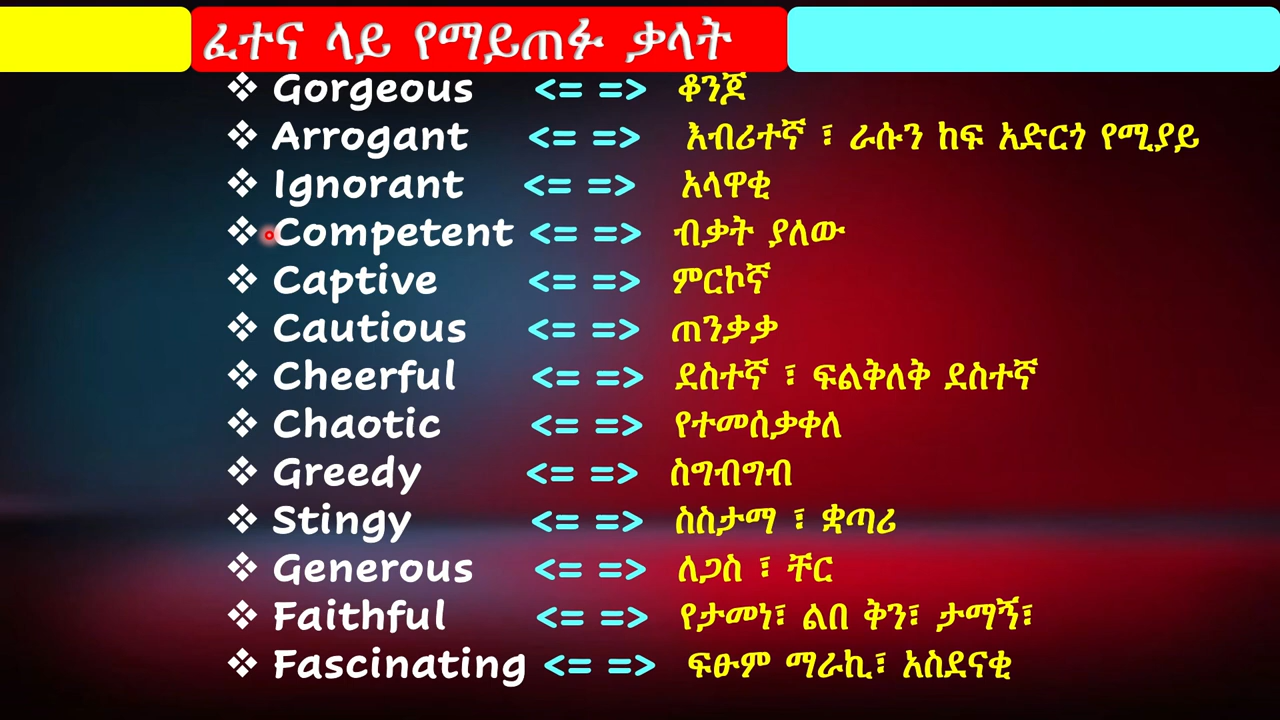 ፈተና ላይ የማይጠፉ ቃላት
❖ Gorgeous <= => ቆንጆ
❖ Arrogant <= => እብሪተኛ ፣ ራሱን ከፍ አድርጎ የሚያይ
❖ Ignorant <= => አላዋቂ
❖ Competent <= => ብቃት ያለው
❖ Captive <= => ምርኮኛ
❖ Cautious <= => ጠንቃቃ
❖ Cheerful <= => ደስተኛ ፣ ፍልቅለቅ ደስተኛ
❖ Chaotic <= => የተመሰቃቀለ
❖ Greedy <= => ስግብግብ
❖ Stingy <= => ስስታማ ፣ ቋጣሪ
❖ Generous <= => ለጋስ ፣ ቸር
❖ Faithful <= => የታመነ፣ ልበ ቅን፣ ታማኝ፣
❖ Fascinating <= => ፍፁም ማራኪ፣ አስደናቂ